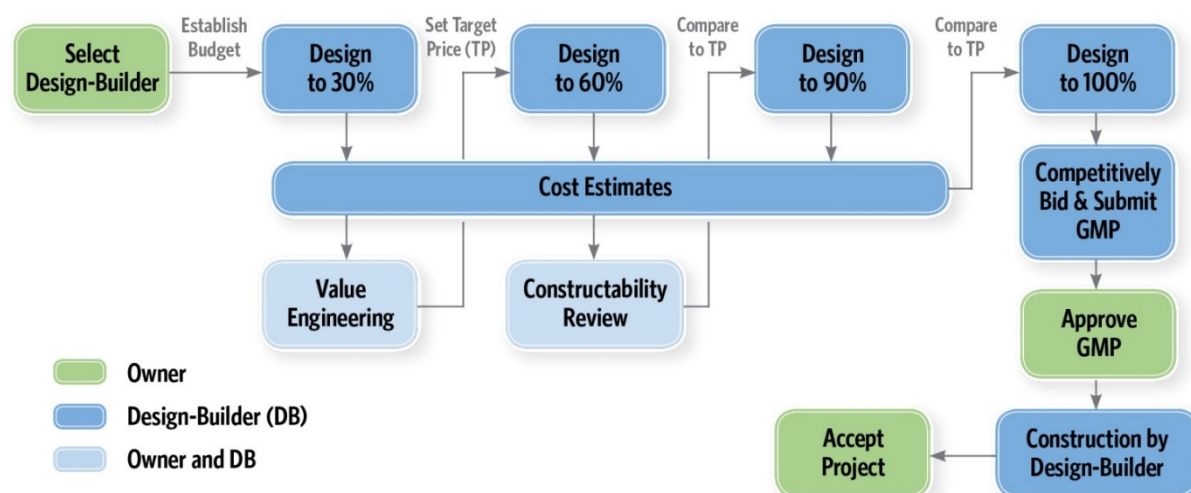 Select
Design-Builder
Establish
Budget
Design
to 30%
Set Target
Price (TP)
Design
to 60%
Compare
to TP
Design
to 90%
Compare
to TP
Design
to 100%
Cost Estimates
Competitively
Bid & Submit
GMP
Value
Engineering
Constructability
Review
Approve
GMP
Owner
Design-Builder (DB)
Owner and DB
Accept
Project
Construction by
Design-Builder